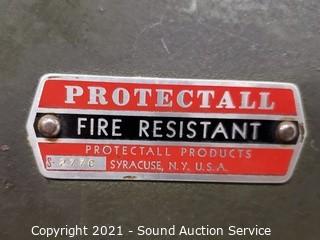 PROTECTALL
FIRE RESISTANT
PROTECTALL PRODUCTS
SYRACUSE, N.Y. U.S.A.
Copyright 2021 - Sound Auction Service